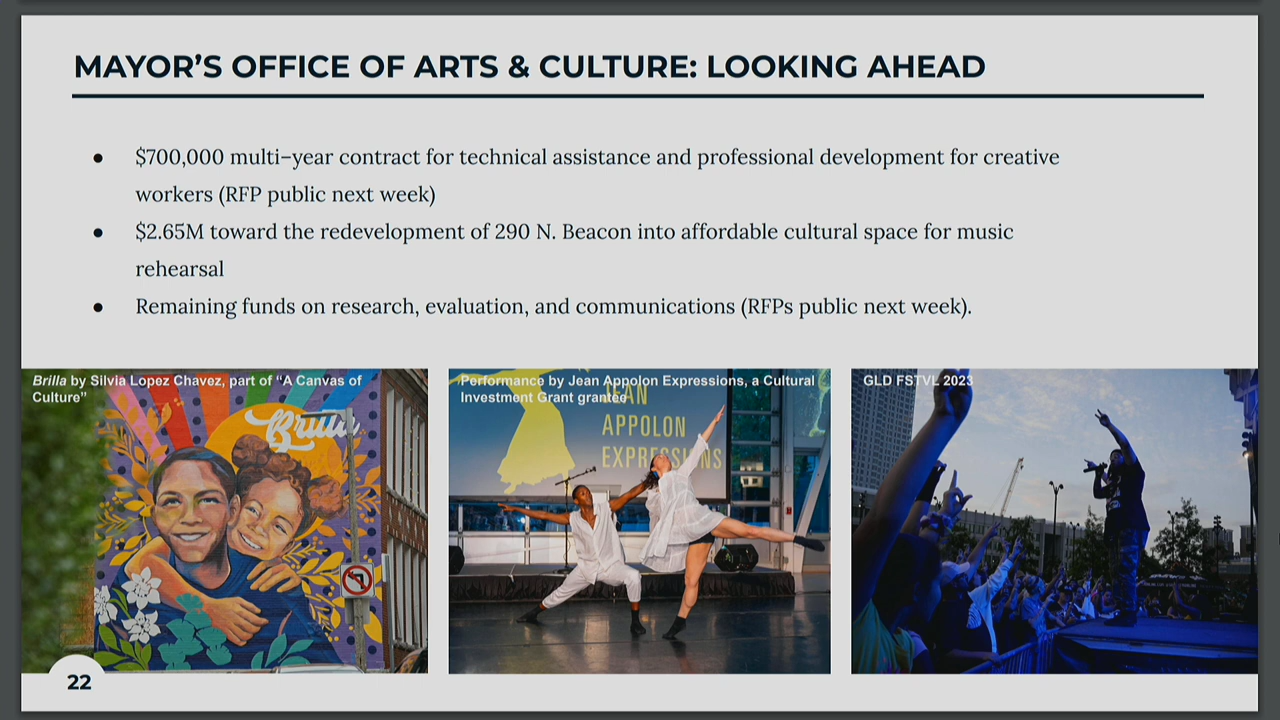 MAYOR’S OFFICE OF ARTS & CULTURE: LOOKING AHEAD
● $700,000 multi–year contract for technical assistance and professional development for creative
workers (RFP public next week)
● $2.65M toward the redevelopment of 290 N. Beacon into affordable cultural space for music
rehearsal
● Remaining funds on research, evaluation, and communications (RFPs public next week).
Brilla by Silvia Lopez Chavez, part of “A Canvas of
Culture”
Brilla
Performance by Jean Appolon Expressions, a Cultural
Investment Grant grantee
JEAN
APPOLON
EXPRESSIONS
GLD FSTVL 2023
22